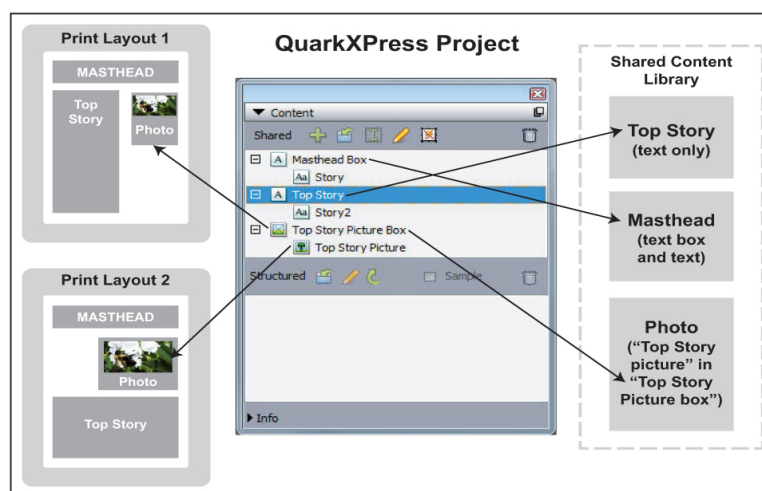 Print Layout 1
MASTHEAD
Top
Story
Photo
Print Layout 2
MASTHEAD
Photo
Top Story
QuarkXPress Project
Content
Shared
A Masthead Box
Aa Story
A Top Story
Aa Story2
Top Story Picture Box
Top Story Picture
Structured
Sample
Info
Shared Content
Library
Top Story
(text only)
Masthead
(text box
and text)
Photo
(“Top Story
picture” in
“Top Story
Picture box”)